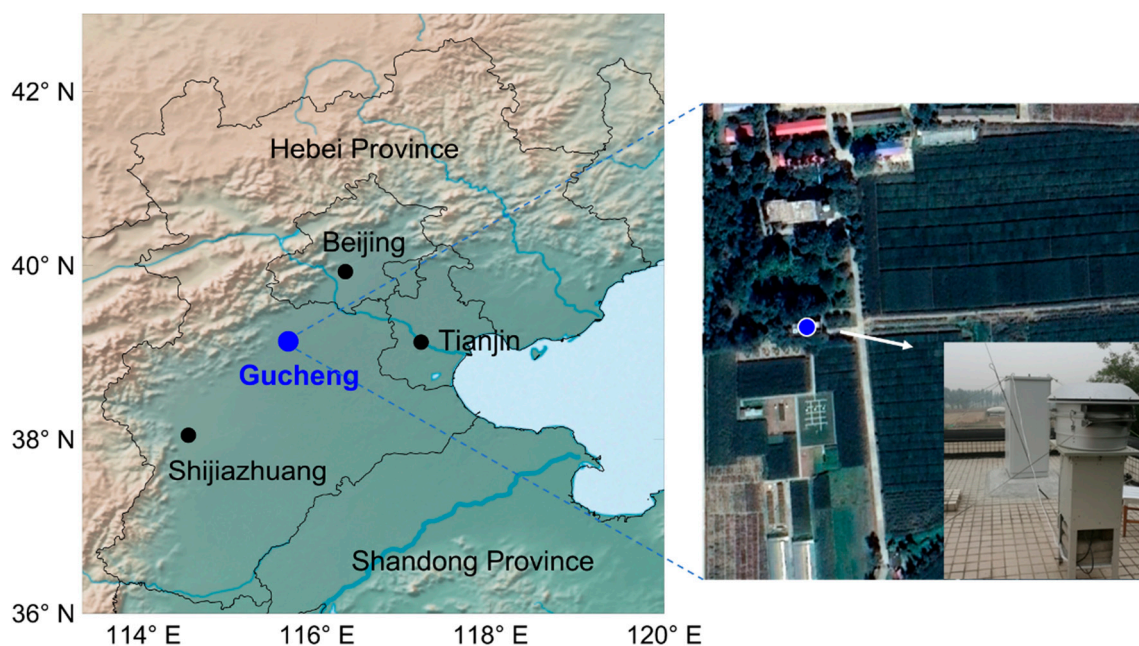 42° N
Hebei Province
Beijing
40° N
Tianjin
Gucheng
38° N
Shijiazhuang
Shandong Province
36° N
114° E
116° E
118° E
120° E